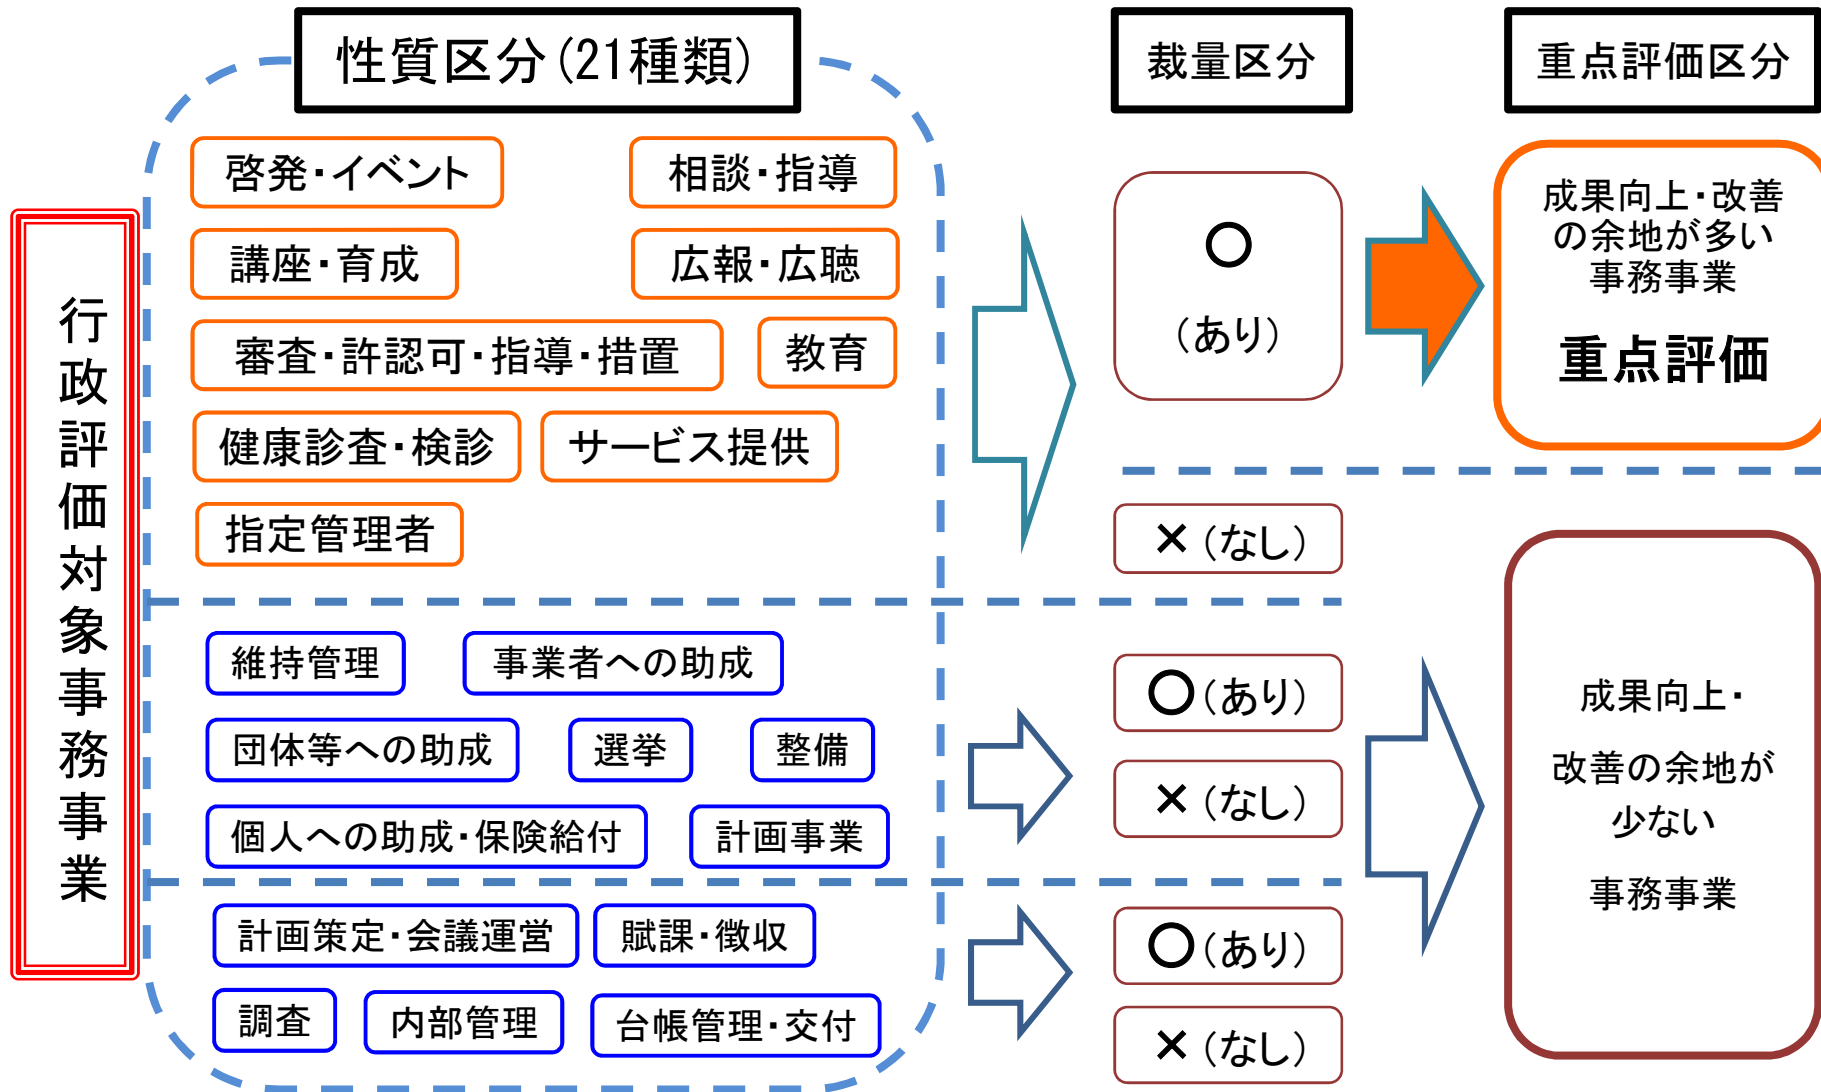 性質区分(21種類)
裁量区分
重点評価区分
行政評価対象事務事業
啓発・イベント
相談・指導
講座・育成
広報・広聴
審査・許認可・指導・措置
教育
健康診査・検診
サービス提供
指定管理者
維持管理
事業者への助成
団体等への助成
選挙
整備
個人への助成・保険給付
計画事業
計画策定・会議運営
賦課・徴収
調査
内部管理
台帳管理・交付
○
(あり)
×(なし)
○(あり)
×(なし)
○(あり)
×(なし)
成果向上・改善
の余地が多い
事務事業
重点評価
成果向上・
改善の余地が
少ない
事務事業